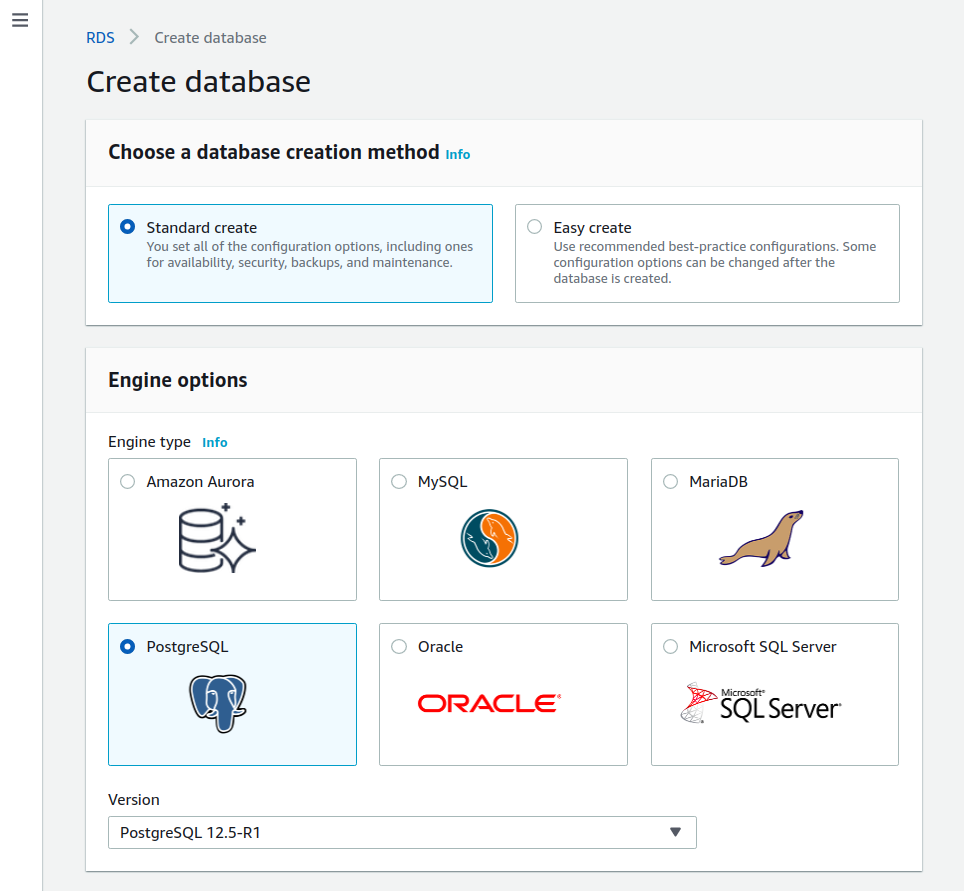 RDS > Create database
Create database
Choose a database creation method Info
Standard create
You set all of the configuration options, including ones
for availability, security, backups, and maintenance.
Easy create
Use recommended best-practice configurations. Some
configuration options can be changed after the
database is created.
Engine options
Engine type Info
Amazon Aurora
MySQL
MariaDB
PostgreSQL
Oracle
ORACLE®
Microsoft SQL Server
Microsoft®
SQL Server®
Version
PostgreSQL 12.5-R1